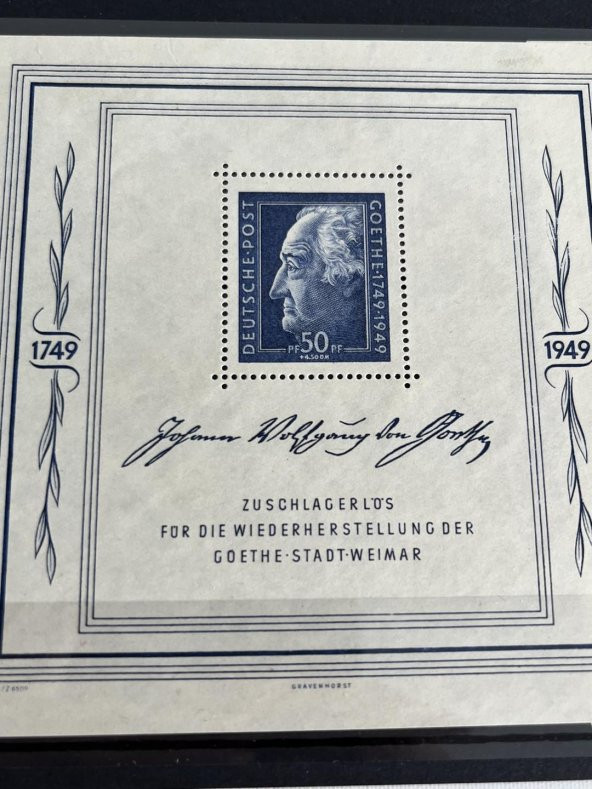 DEUTSCHE·POST
GOETHE·1749·1949
PF 50 PF
+4.50 D.M
1749
1949
Johann Wolfgang von Goethe
ZUSCHLAGERLÖS
FÜR DIE WIEDERHERSTELLUNG DER
GOETHE·STADT·WEIMAR
GRAVENHORST